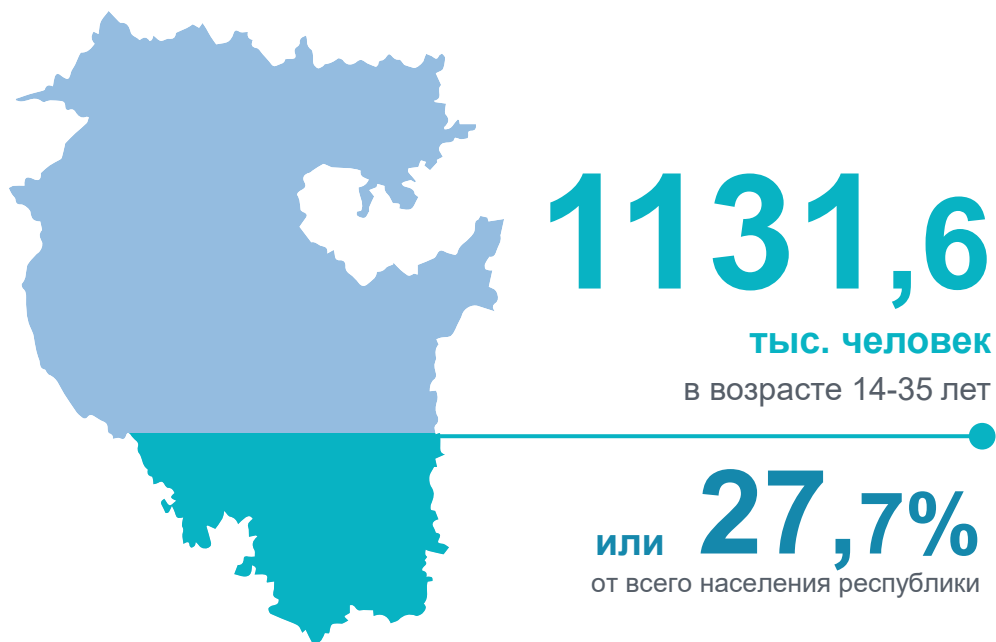 1131,6
тыс. человек
в возрасте 14-35 лет
или 27,7%
от всего населения республики